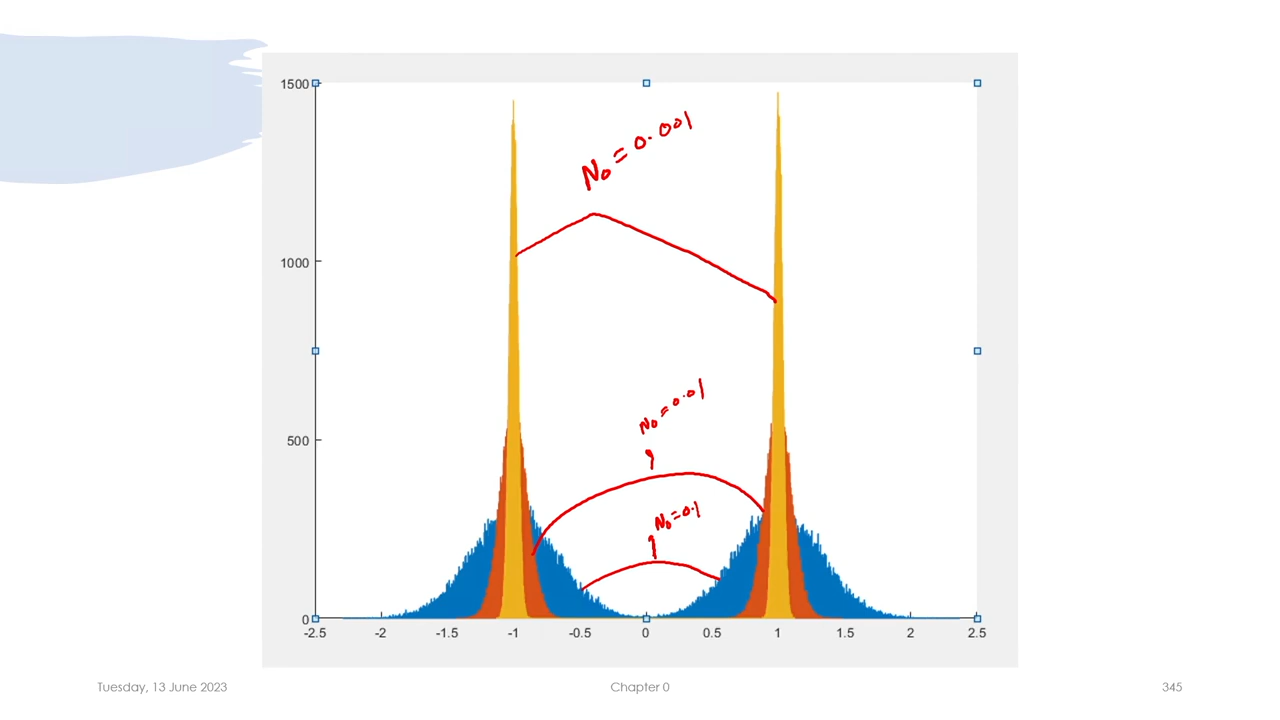 1500
N₀ = 0.001
1000
N₀ = 0.01
500
N₀ = 0.1
0
-2.5 -2 -1.5 -1 -0.5 0 0.5 1 1.5 2 2.5
Tuesday, 13 June 2023 Chapter 0 345